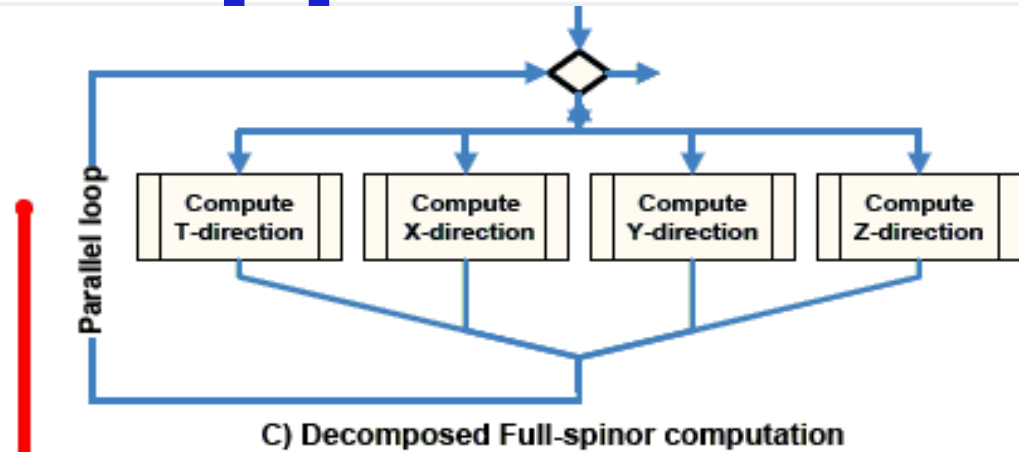 Parallel loop
Compute
T-direction
Compute
X-direction
Compute
Y-direction
Compute
Z-direction
C) Decomposed Full-spinor computation